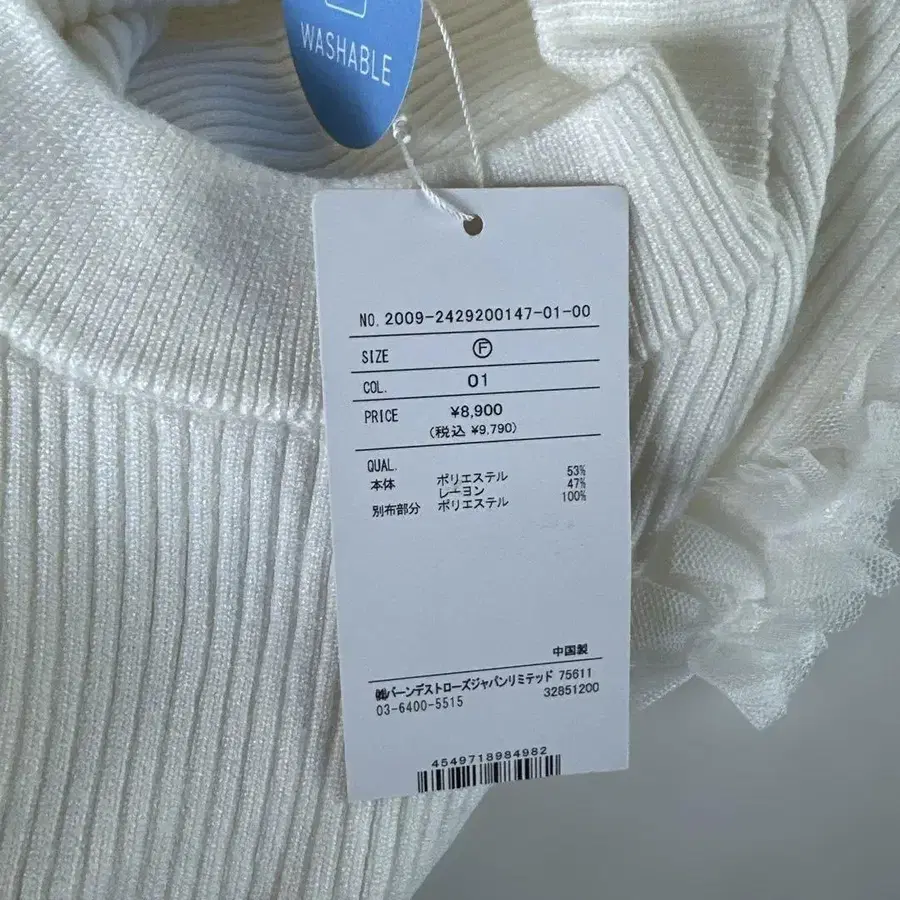 WASHABLE
NO. 2009-2429200147-01-00
SIZE Ⓕ
COL. 01
PRICE ¥8,900
(税込 ¥9.790)
QUAL.
本体 ポリエステル 53%
レーヨン 47%
別布部分 ポリエステル 100%
中国製
㈱バーンデストローズジャパンリミテッド 75611
03-6400-5515 32851200
4549718984982